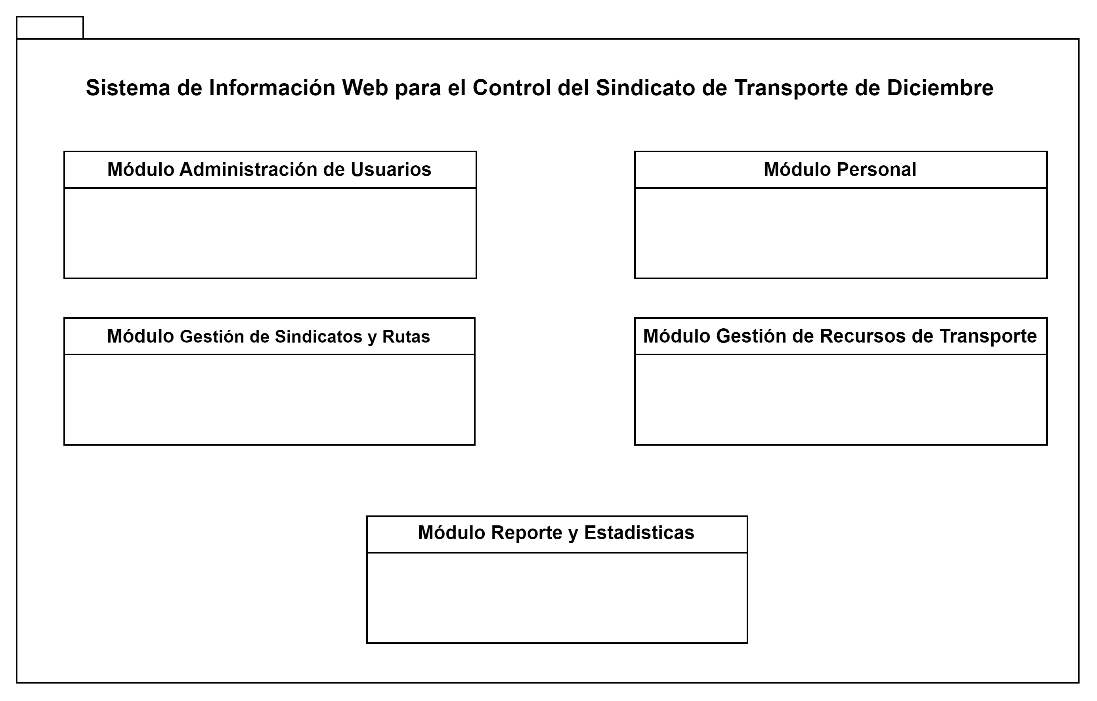 Sistema de Información Web para el Control del Sindicato de Transporte de Diciembre
Módulo Administración de Usuarios
Módulo Personal
Módulo Gestión de Sindicatos y Rutas
Módulo Gestión de Recursos de Transporte
Módulo Reporte y Estadisticas